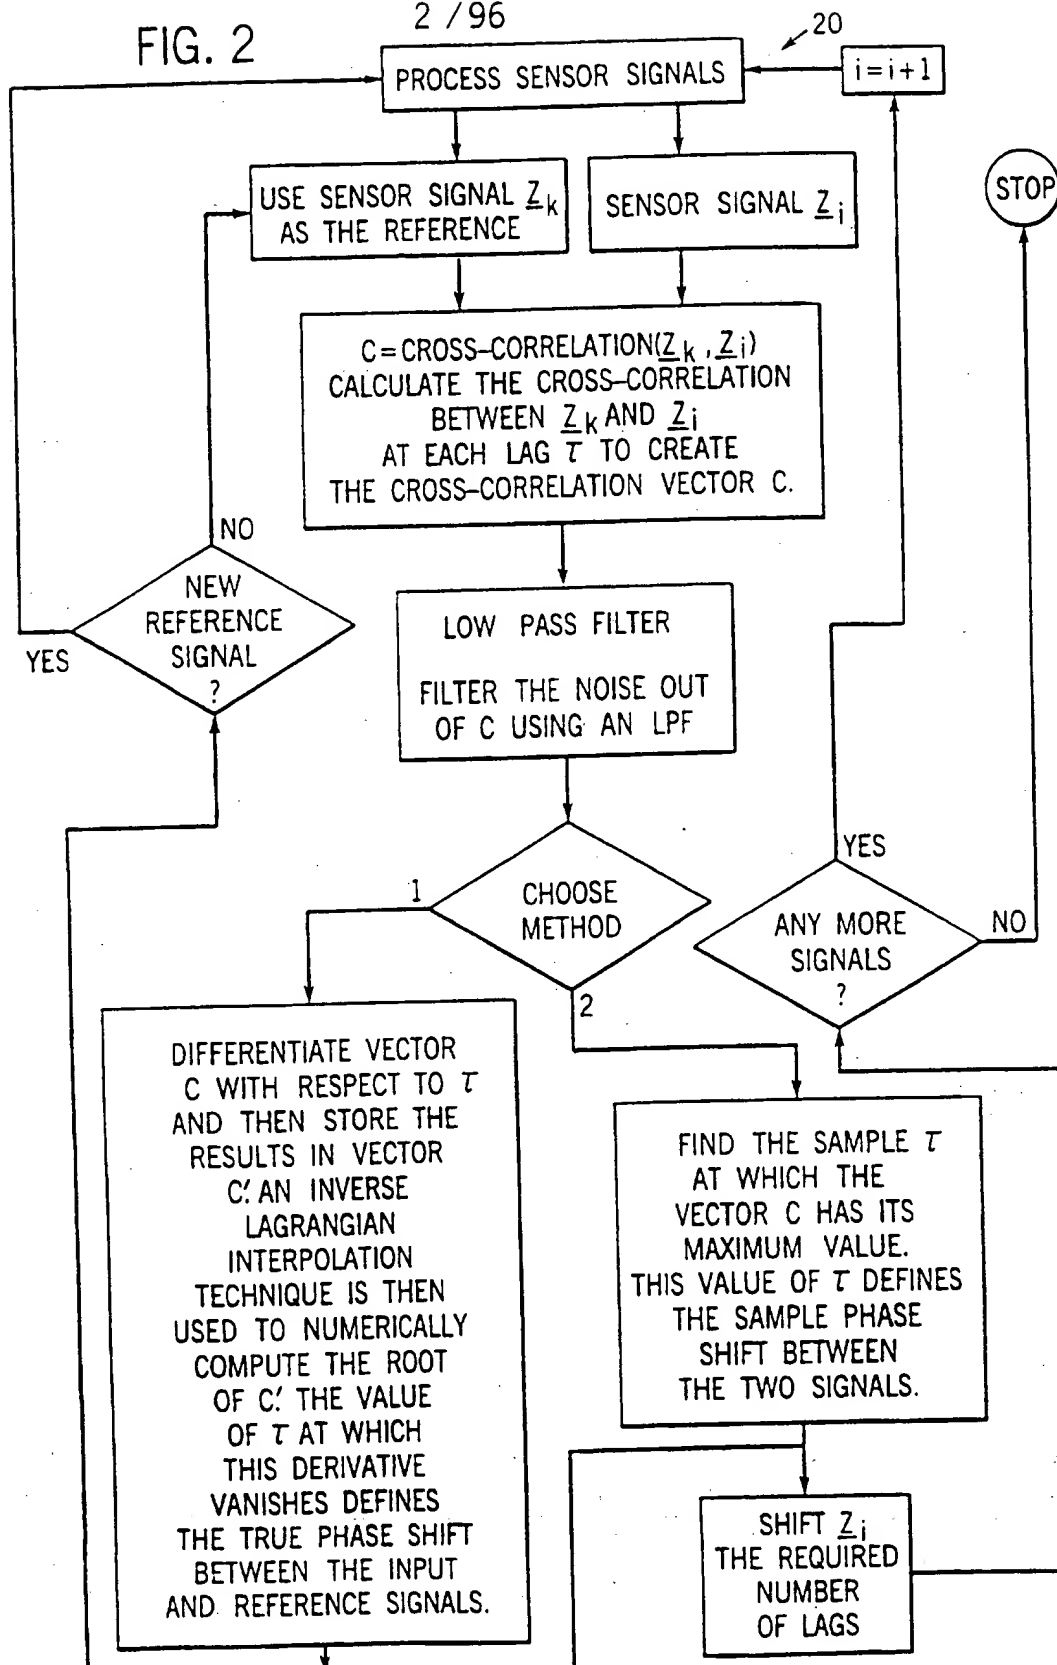 2 / 96
FIG. 2
20
PROCESS SENSOR SIGNALS
i=i+1
USE SENSOR SIGNAL Z k
AS THE REFERENCE
SENSOR SIGNAL Z i
STOP
C=CROSS-CORRELATION(Z k , Z i)
CALCULATE THE CROSS-CORRELATION
BETWEEN Z k AND Z i
AT EACH LAG τ TO CREATE
THE CROSS-CORRELATION VECTOR C.
NO
NEW
REFERENCE
SIGNAL
?
YES
LOW PASS FILTER
FILTER THE NOISE OUT
OF C USING AN LPF
1
CHOOSE
METHOD
2
YES
ANY MORE
SIGNALS
?
NO
DIFFERENTIATE VECTOR
C WITH RESPECT TO τ
AND THEN STORE THE
RESULTS IN VECTOR
C'. AN INVERSE
LAGRANGIAN
INTERPOLATION
TECHNIQUE IS THEN
USED TO NUMERICALLY
COMPUTE THE ROOT
OF C'. THE VALUE
OF τ AT WHICH
THIS DERIVATIVE
VANISHES DEFINES
THE TRUE PHASE SHIFT
BETWEEN THE INPUT
AND REFERENCE SIGNALS.
FIND THE SAMPLE τ
AT WHICH THE
VECTOR C HAS ITS
MAXIMUM VALUE.
THIS VALUE OF τ DEFINES
THE SAMPLE PHASE
SHIFT BETWEEN
THE TWO SIGNALS.
SHIFT Z i
THE REQUIRED
NUMBER
OF LAGS